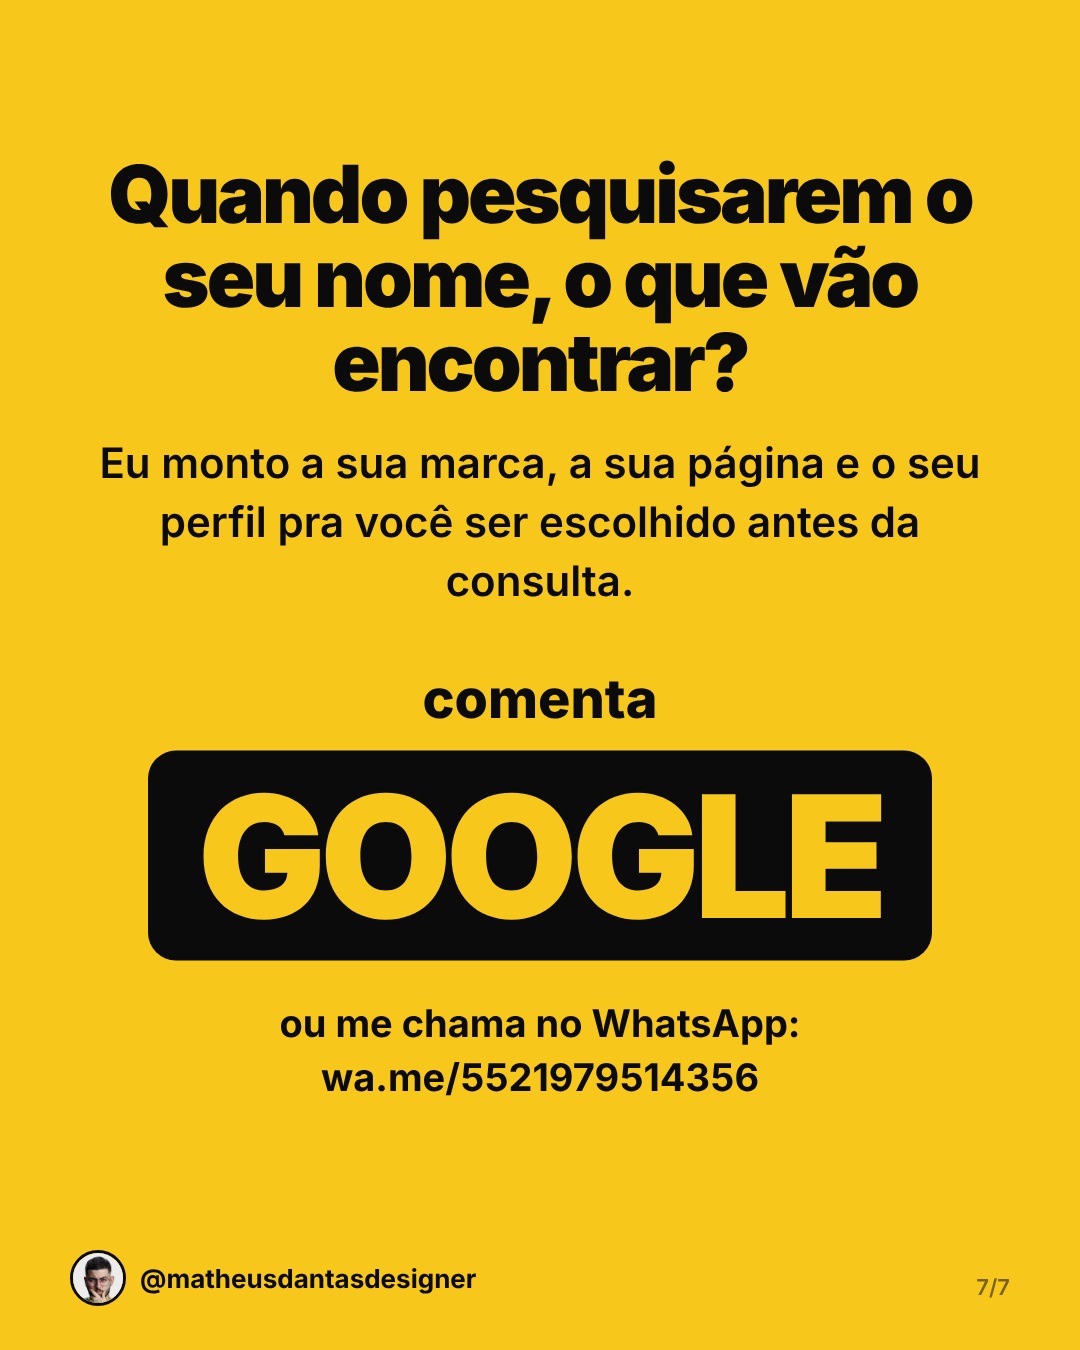 Quando pesquisarem o
seu nome, o que vão
encontrar?
Eu monto a sua marca, a sua página e o seu
perfil pra você ser escolhido antes da
consulta.
comenta
GOOGLE
ou me chama no WhatsApp:
wa.me/5521979514356
@matheusdantasdesigner
7/7